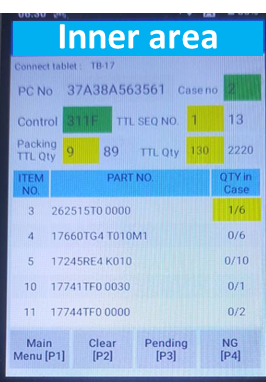 Inner area
Connect tablet : TB-17
PC No 37A38A563561 Case no 2
Control 311F TTL SEQ NO. 1 13
Packing TTL Qty 9 89 TTL Qty 130 2220
ITEM NO. PART NO. QTY in Case
3 262515T0 0000 1/6
4 17660TG4 T010M1 0/6
5 17245RE4 K010 0/10
10 17741TF0 0030 0/1
11 17744TF0 0000 0/2
Main Menu [P1] Clear [P2] Pending [P3] NG [P4]